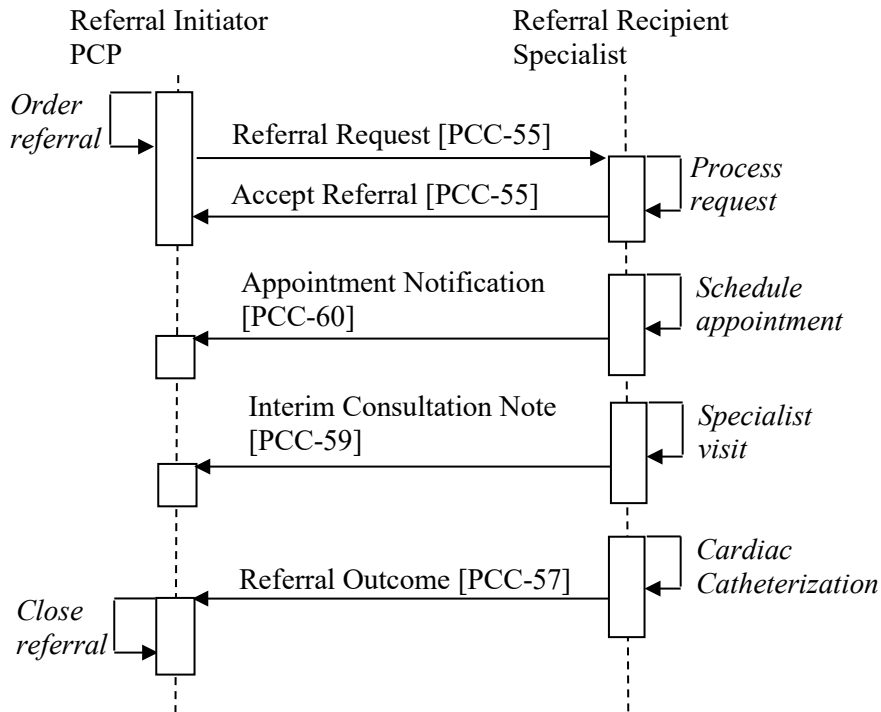 Referral Initiator
PCP
Referral Recipient
Specialist
Order
referral
Referral Request [PCC-55]
Process
request
Accept Referral [PCC-55]
Appointment Notification
[PCC-60]
Schedule
appointment
Interim Consultation Note
[PCC-59]
Specialist
visit
Cardiac
Catheterization
Referral Outcome [PCC-57]
Close
referral